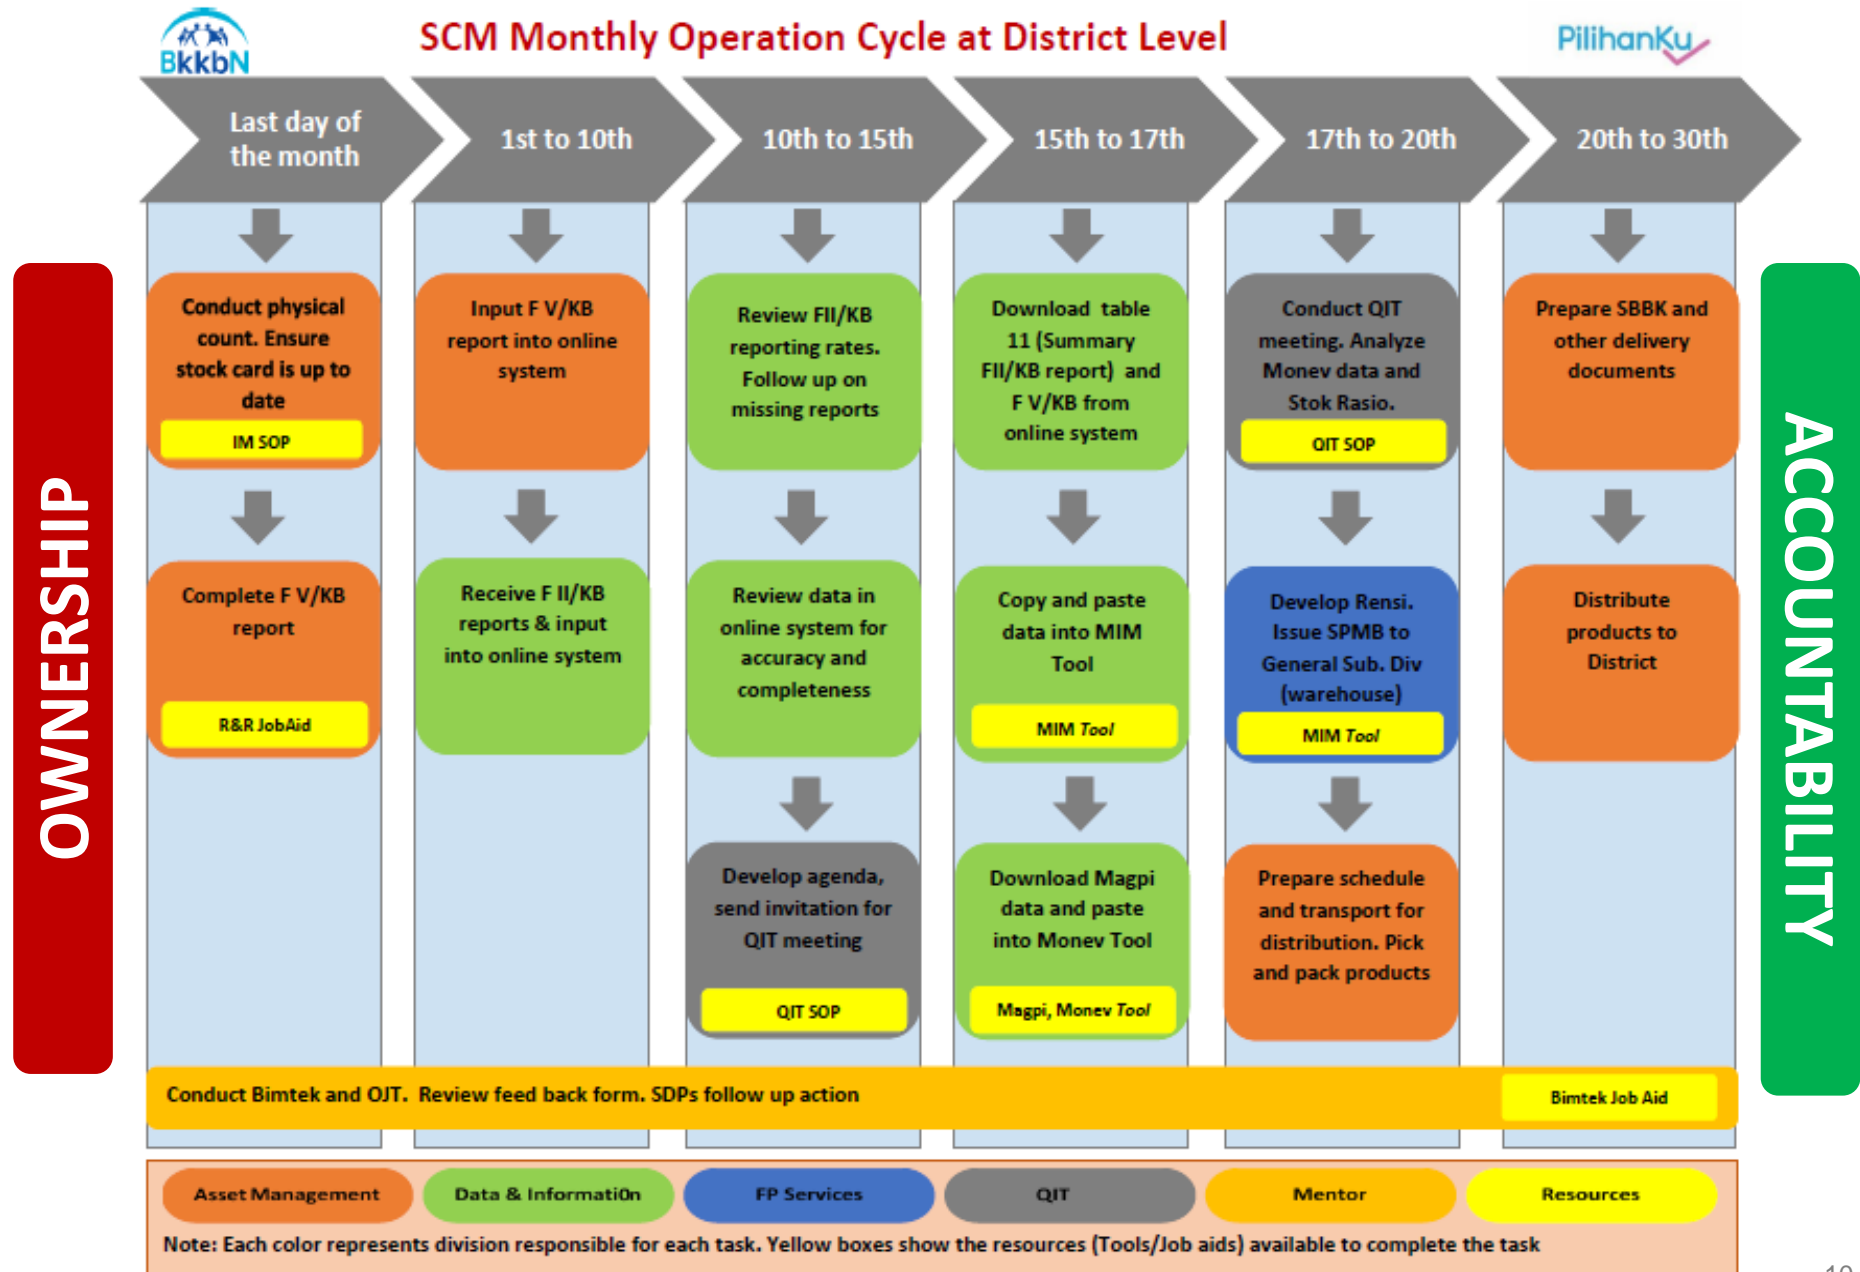 BkkbN
SCM Monthly Operation Cycle at District Level
PilihanKu
Last day of
the month
1st to 10th
10th to 15th
15th to 17th
17th to 20th
20th to 30th
OWNERSHIP
Conduct physical
count. Ensure
stock card is up to
date
IM SOP
Complete F V/KB
report
R&R JobAid
Input F V/KB
report into online
system
Receive F II/KB
reports & input
into online system
Review FII/KB
reporting rates.
Follow up on
missing reports
Review data in
online system for
accuracy and
completeness
Develop agenda,
send invitation for
QIT meeting
QIT SOP
Download table
11 (Summary
FII/KB report) and
F V/KB from
online system
Copy and paste
data into MIM
Tool
MIM Tool
Download Magpi
data and paste
into Monev Tool
Magpi, Monev Tool
Conduct QIT
meeting. Analyze
Monev data and
Stok Rasio.
QIT SOP
Develop Rensi.
Issue SPMB to
General Sub. Div
(warehouse)
MIM Tool
Prepare schedule
and transport for
distribution. Pick
and pack products
Prepare SBBK and
other delivery
documents
Distribute
products to
District
ACCOUNTABILITY
Conduct Bimtek and OJT. Review feed back form. SDPs follow up action
Bimtek Job Aid
Asset Management
Data & Informati0n
FP Services
QIT
Mentor
Resources
Note: Each color represents division responsible for each task. Yellow boxes show the resources (Tools/Job aids) available to complete the task